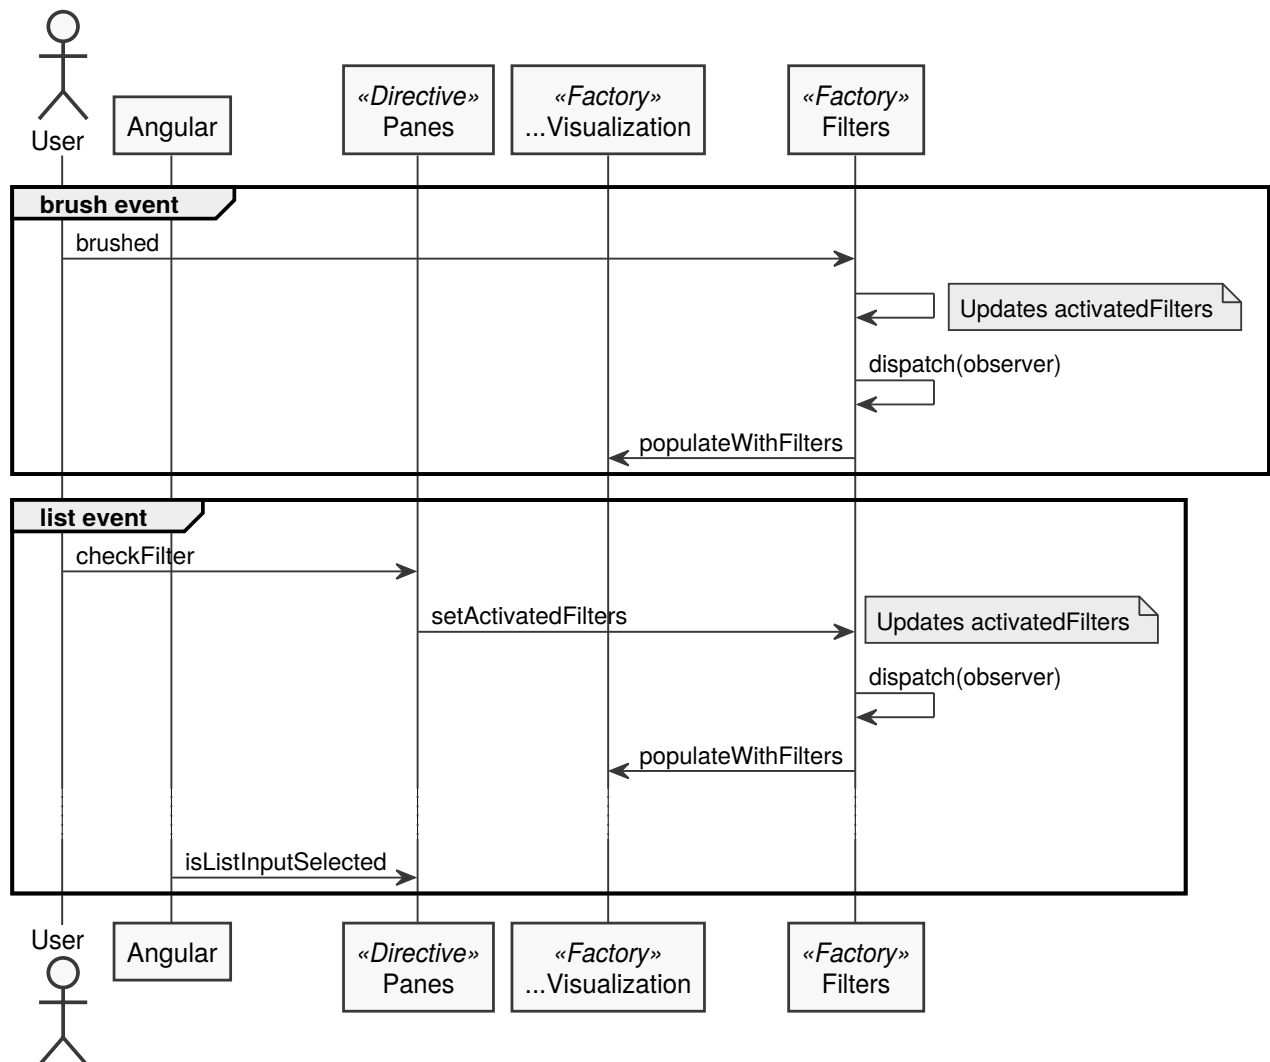 User
Angular
«Directive»
Panes
«Factory»
...Visualization
«Factory»
Filters
brush event
brushed
Updates activatedFilters
dispatch(observer)
populateWithFilters
list event
checkFilter
setActivatedFilters
Updates activatedFilters
dispatch(observer)
populateWithFilters
isListInputSelected
User
Angular
«Directive»
Panes
«Factory»
...Visualization
«Factory»
Filters